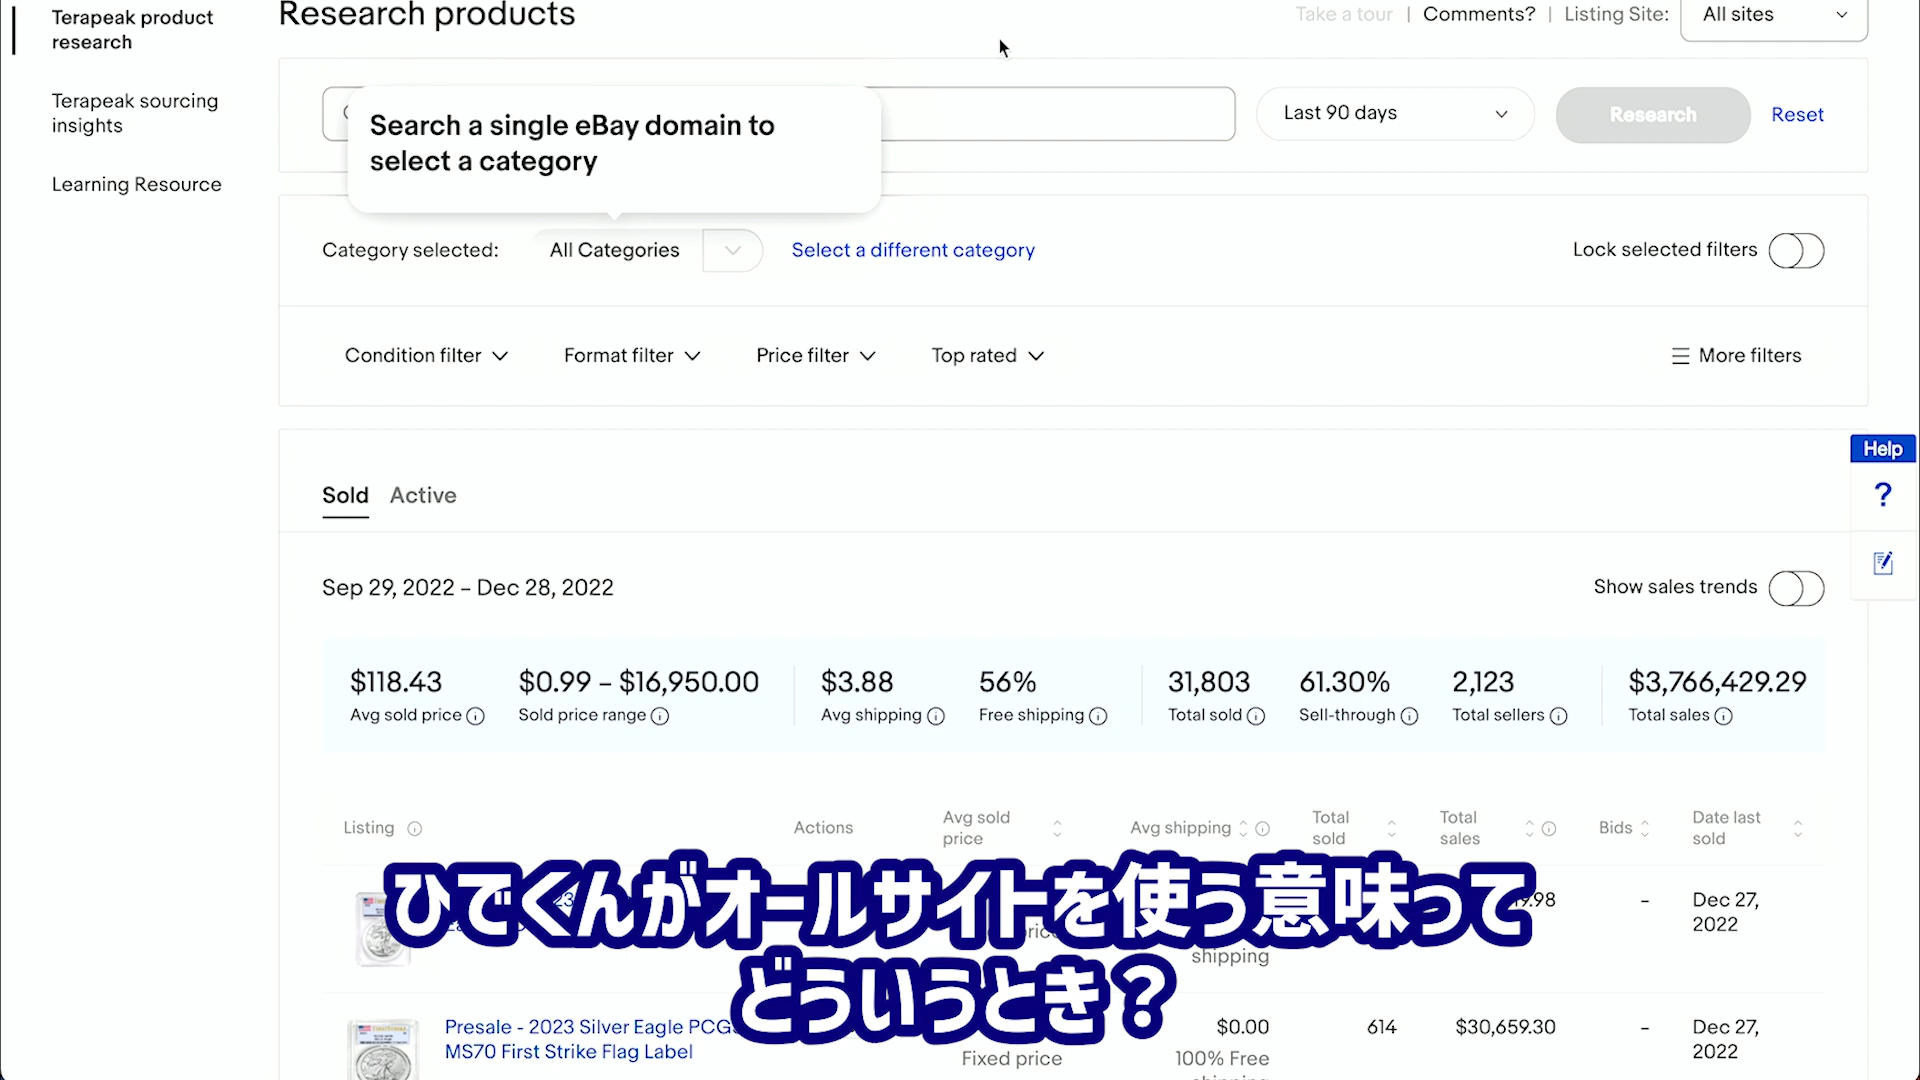 Terapeak product
research
Terapeak sourcing
insights
Learning Resource
Research products
Take a tour | Comments? | Listing Site: All sites
Search a single eBay domain to
select a category
Last 90 days
Research
Reset
Category selected: All Categories Select a different category
Lock selected filters
Condition filter Format filter Price filter Top rated More filters
Help
?
Sold Active
Sep 29, 2022 – Dec 28, 2022
Show sales trends
$118.43 $0.99 – $16,950.00 $3.88 56% 31,803 61.30% 2,123 $3,766,429.29
Avg sold price Sold price range Avg shipping Free shipping Total sold Sell-through Total sellers Total sales
Listing Actions
Avg sold
price
Avg shipping
Total
sold
Total
sales
Bids
Date last
sold
ひでくんがオールサイトを使う意味って
どういうとき？
–
Dec 27,
2022
shipping
Presale - 2023 Silver Eagle
MS70 First Strike Flag Label
Fixed price
$0.00
100% Free
614
$30,659.30
–
Dec 27,
2022